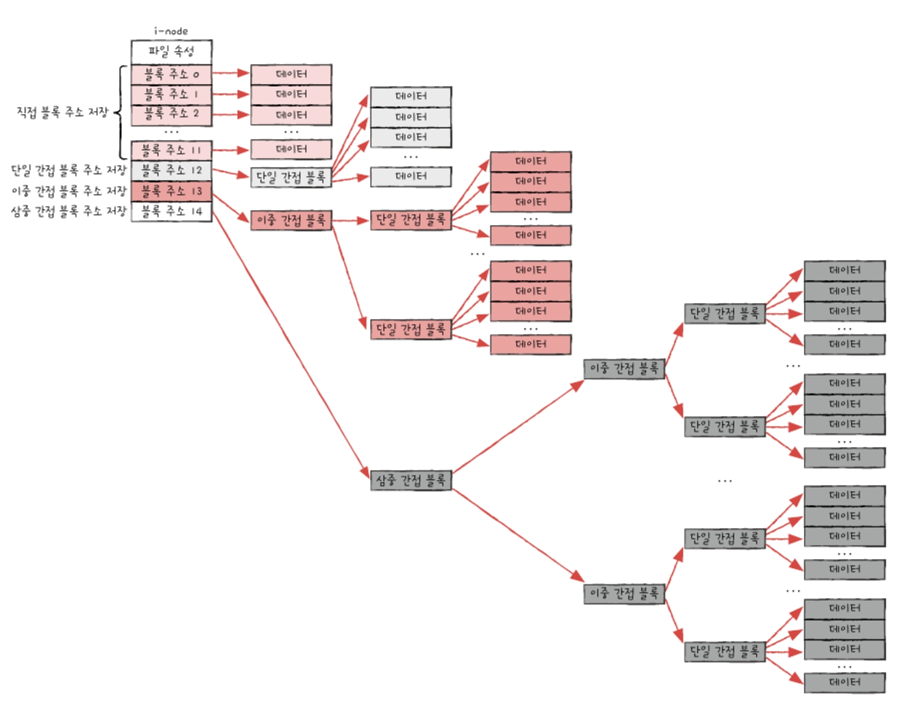 i-node
파일 속성
직접 블록 주소 저장
블록 주소 0
블록 주소 1
블록 주소 2
...
블록 주소 11
단일 간접 블록 주소 저장
블록 주소 12
이중 간접 블록 주소 저장
블록 주소 13
삼중 간접 블록 주소 저장
블록 주소 14
데이터
데이터
데이터
...
데이터
단일 간접 블록
데이터
데이터
데이터
...
데이터
이중 간접 블록
단일 간접 블록
데이터
데이터
데이터
...
데이터
...
단일 간접 블록
데이터
데이터
데이터
...
데이터
삼중 간접 블록
이중 간접 블록
단일 간접 블록
데이터
데이터
데이터
...
데이터
...
단일 간접 블록
데이터
데이터
데이터
...
데이터
...
이중 간접 블록
단일 간접 블록
데이터
데이터
데이터
...
데이터
...
단일 간접 블록
데이터
데이터
데이터
...
데이터